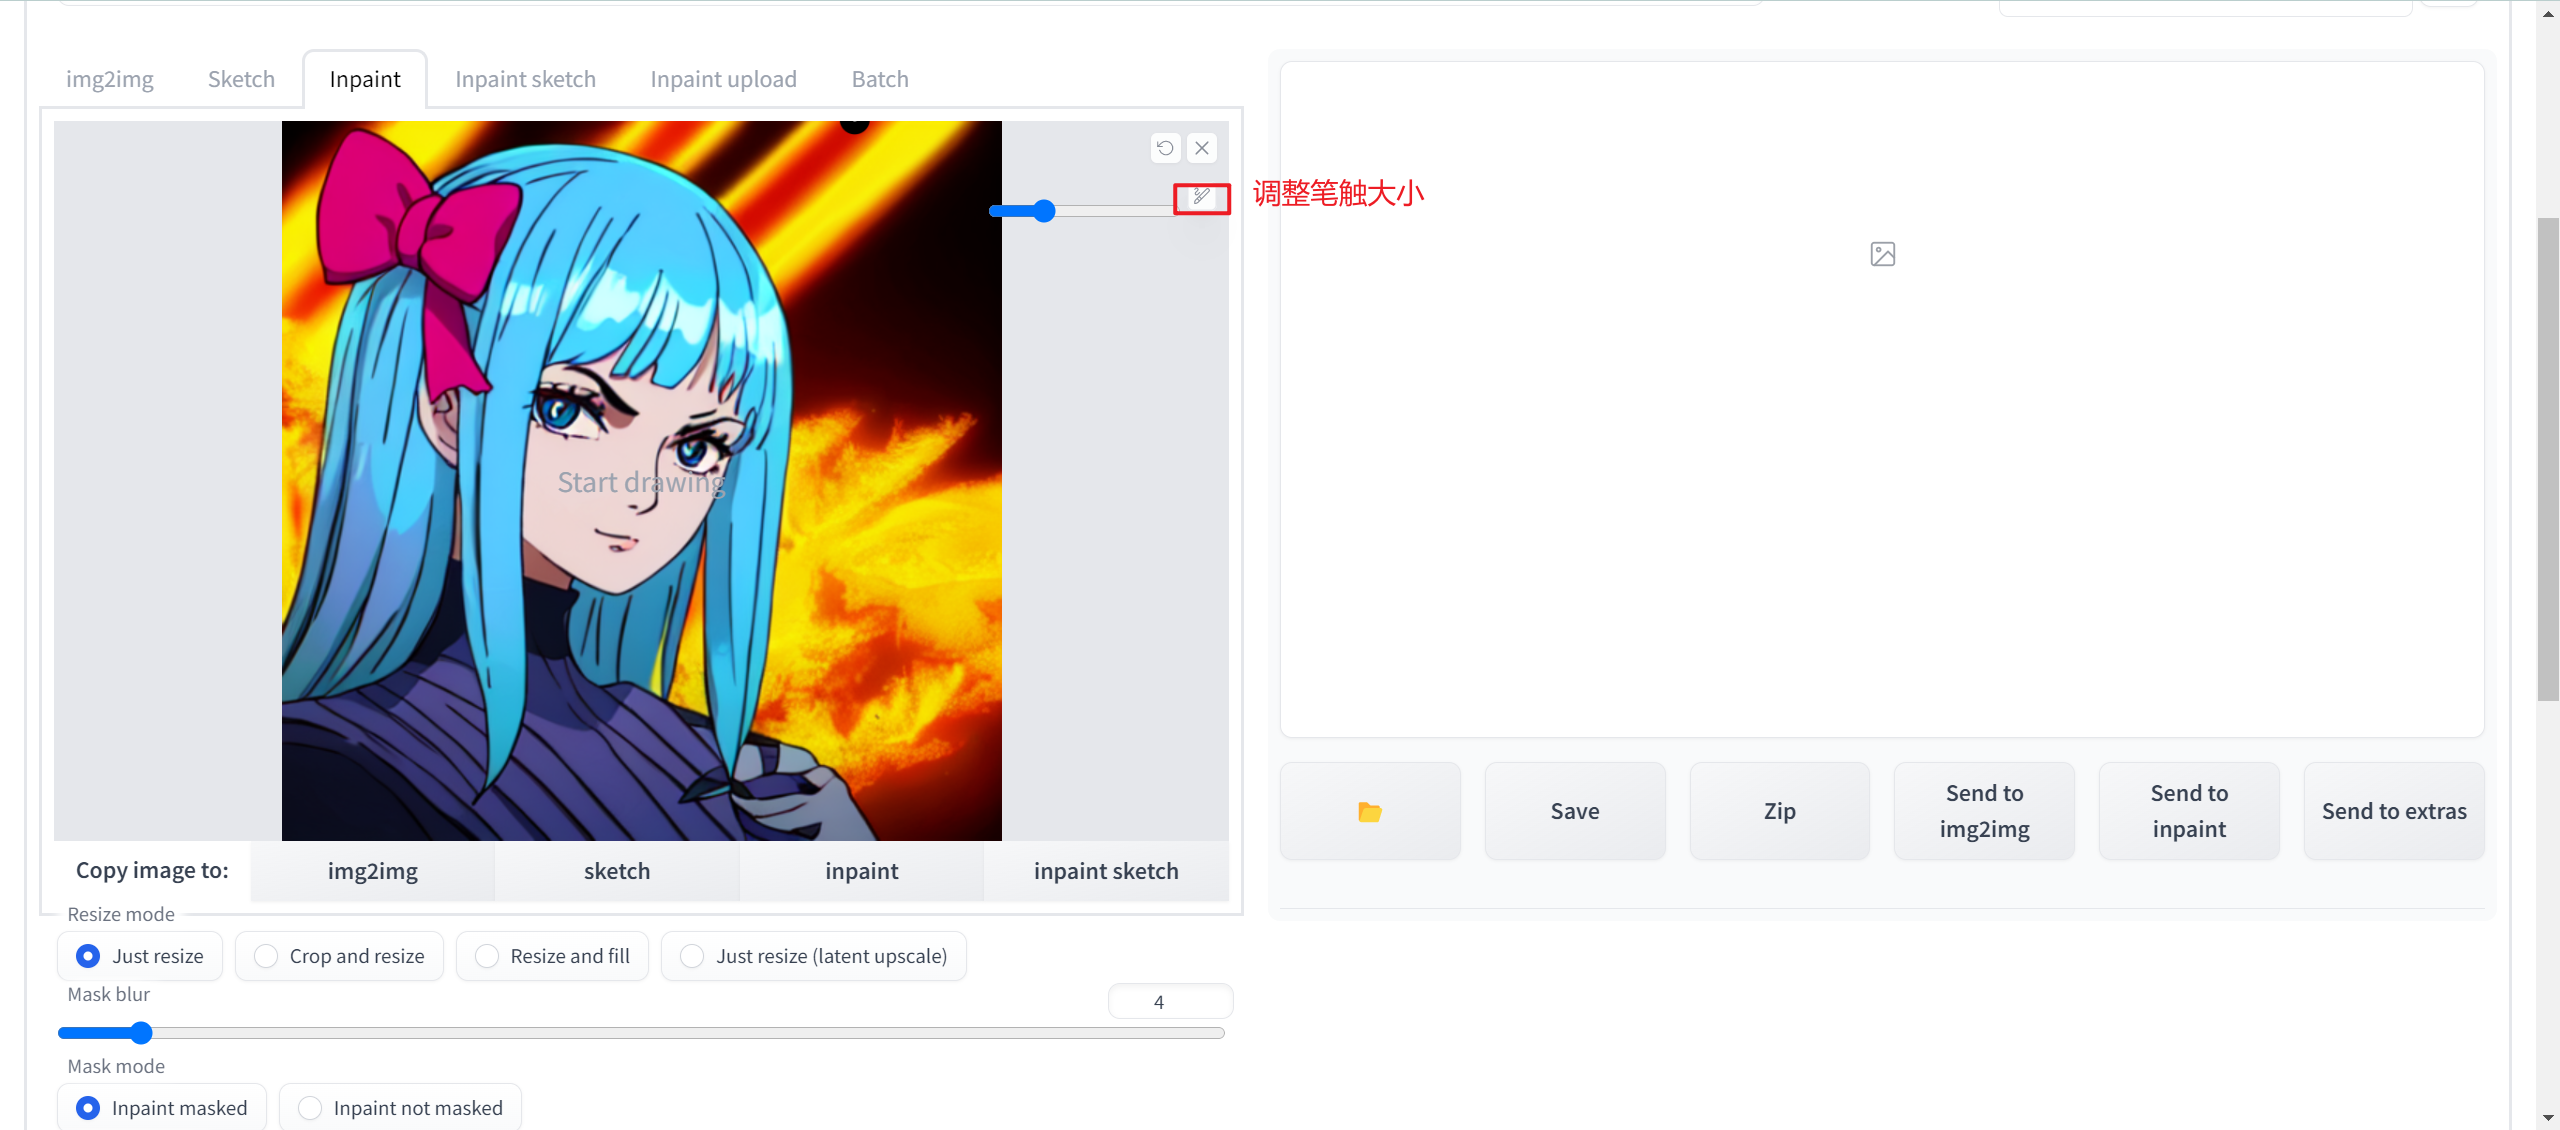 img2img
Sketch
Inpaint
Inpaint sketch
Inpaint upload
Batch
调整笔触大小
Start drawing
Copy image to:
img2img
sketch
inpaint
inpaint sketch
Save
Zip
Send to
img2img
Send to
inpaint
Send to extras
Resize mode
Just resize
Crop and resize
Resize and fill
Just resize (latent upscale)
Mask blur
4
Mask mode
Inpaint masked
Inpaint not masked